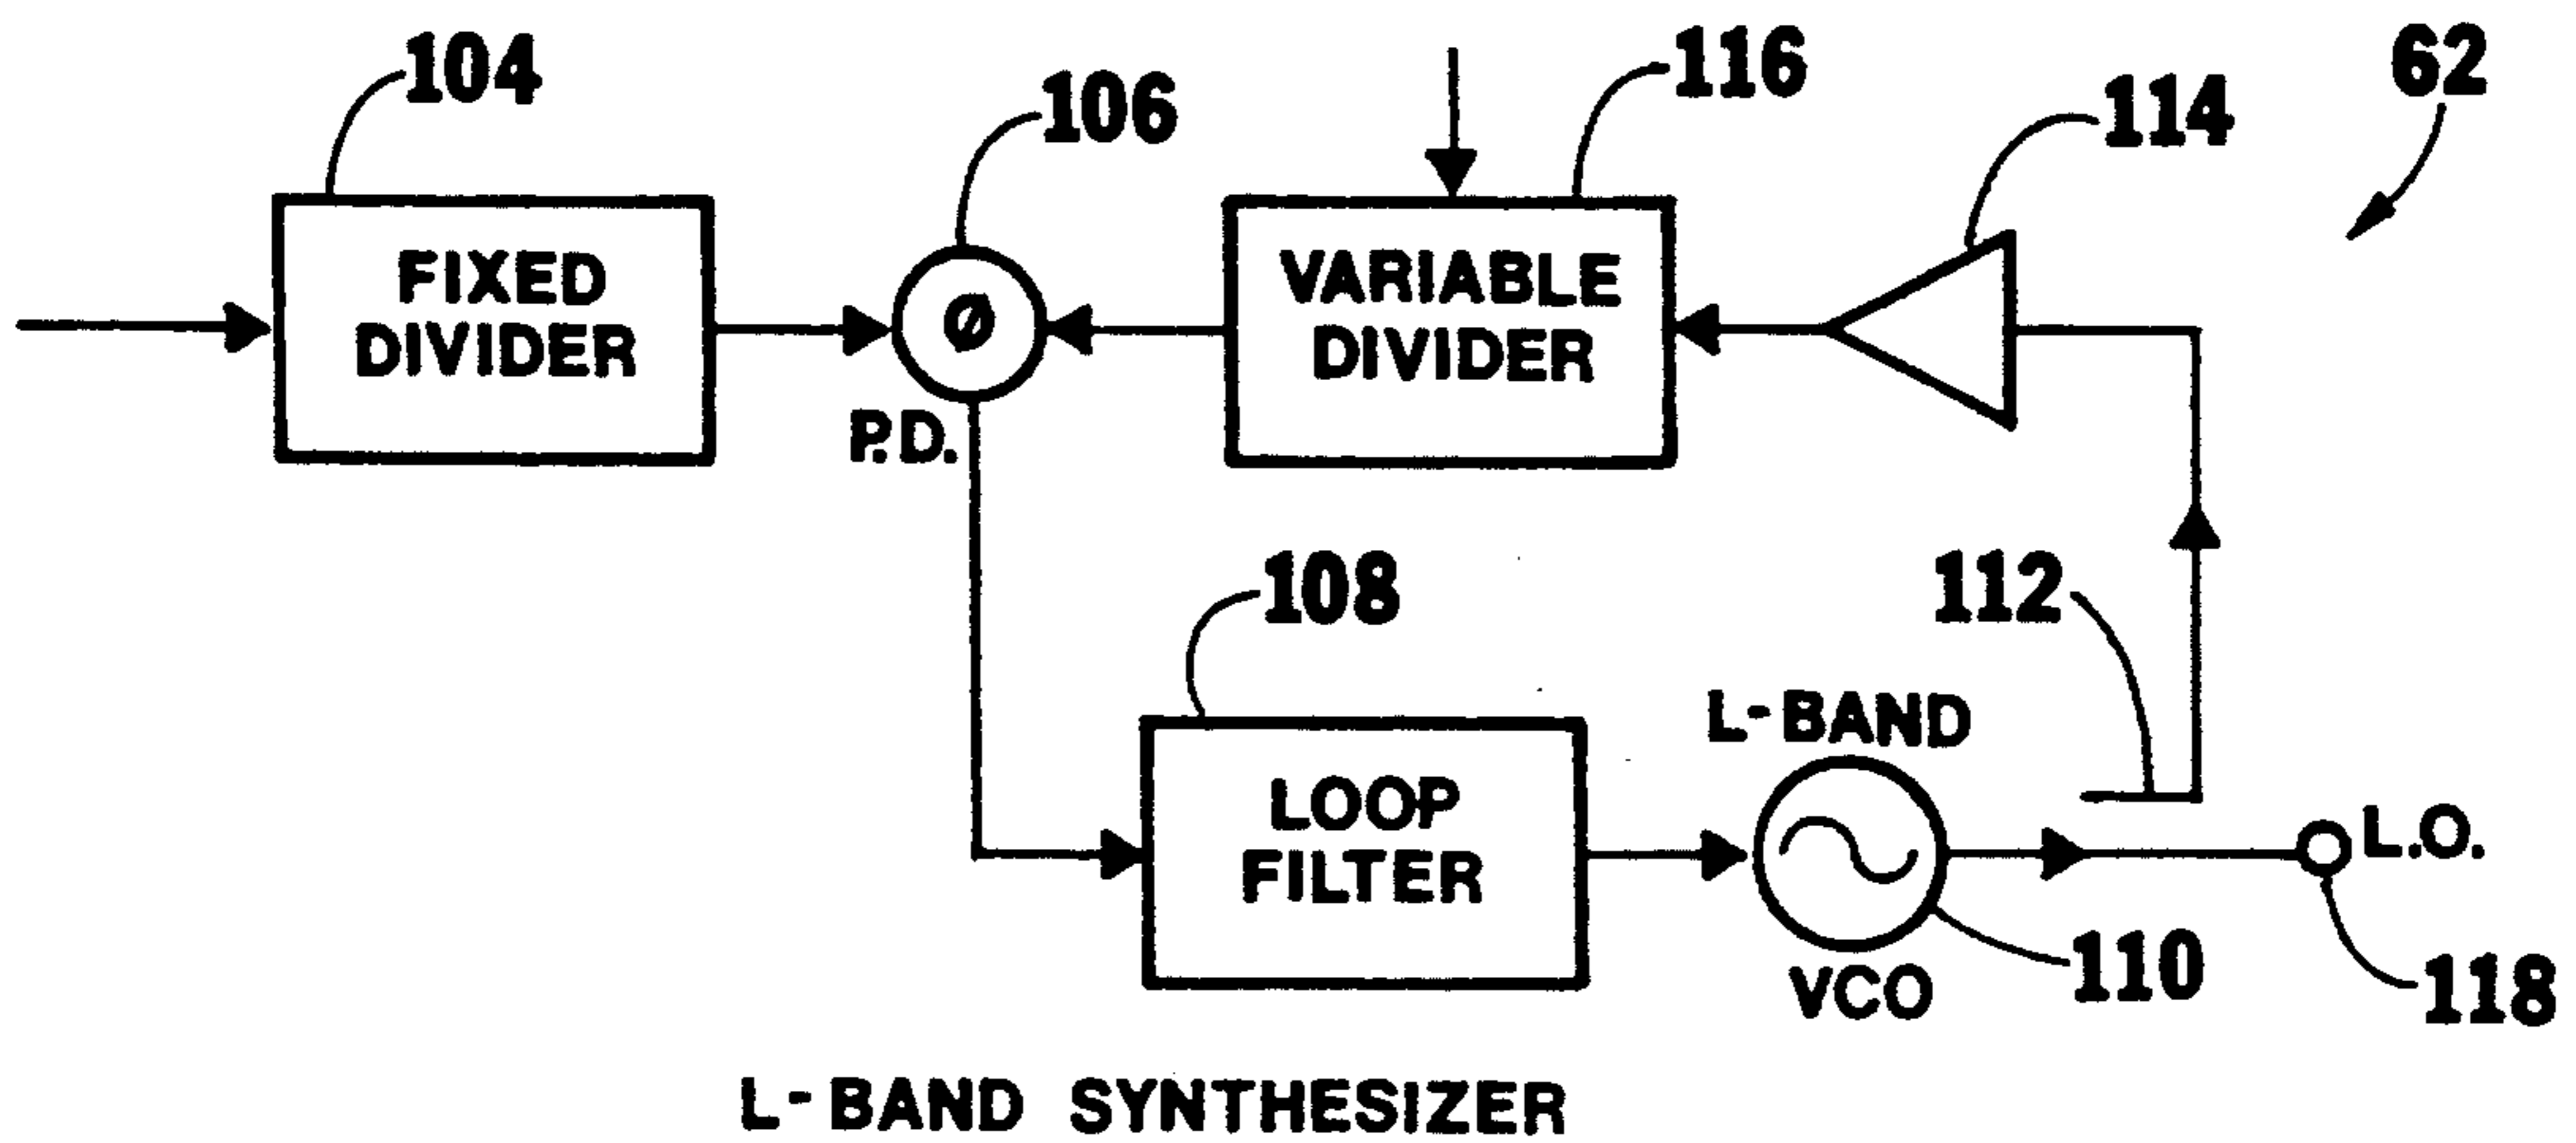 104
106
116
114
62
FIXED
DIVIDER
Ø
VARIABLE
DIVIDER
P.D.
108
112
L-BAND
LOOP
FILTER
L.O.
VCO
110
118
L-BAND SYNTHESIZER